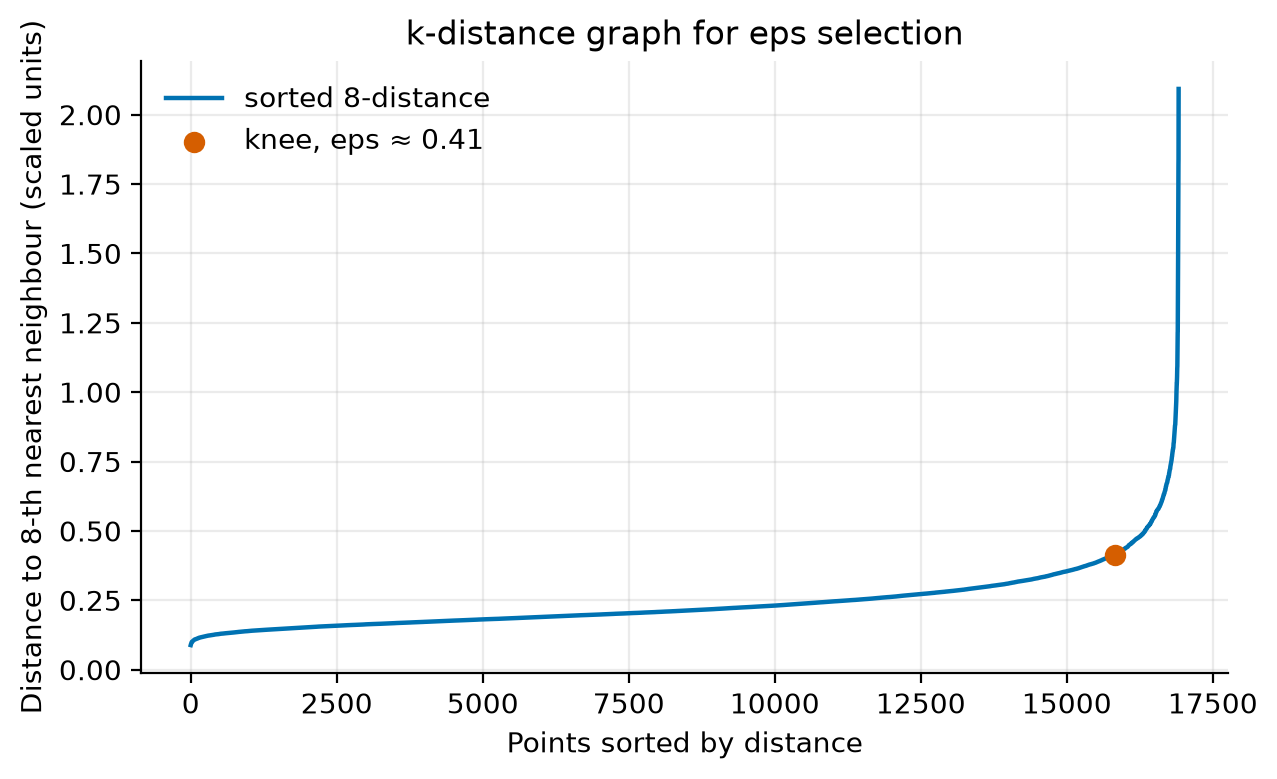 k-distance graph for eps selection
sorted 8-distance
knee, eps ≈ 0.41
Distance to 8-th nearest neighbour (scaled units)
2.00
1.75
1.50
1.25
1.00
0.75
0.50
0.25
0.00
0 2500 5000 7500 10000 12500 15000 17500
Points sorted by distance